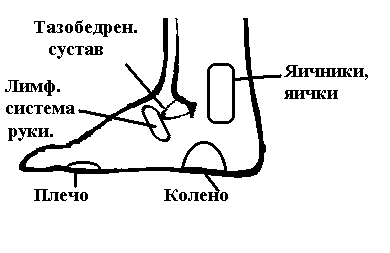 Тазобедрен.
сустав
Лимф.
система
руки.
Яичники,
яички
Плечо
Колено